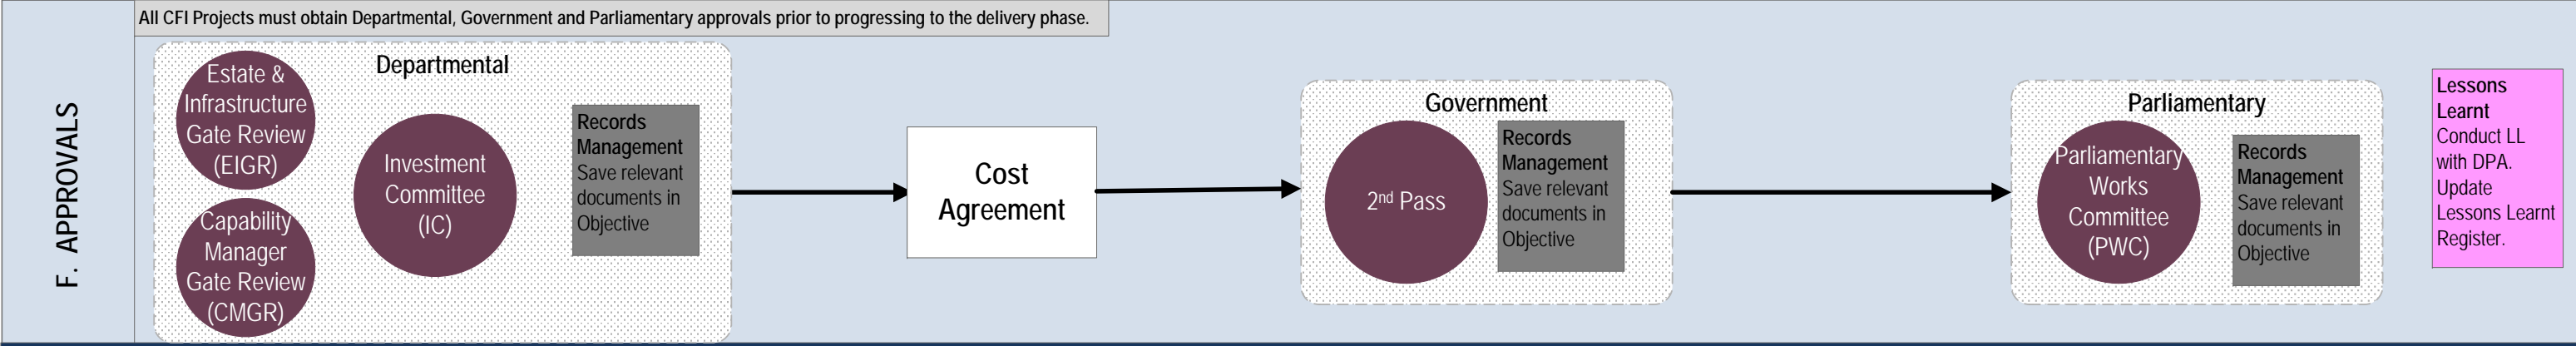 All CFI Projects must obtain Departmental, Government and Parliamentary approvals prior to progressing to the delivery phase.
F. APPROVALS
Departmental
Estate &
Infrastructure
Gate Review
(EIGR)
Capability
Manager
Gate Review
(CMGR)
Investment
Committee
(IC)
Records
Management
Save relevant
documents in
Objective
Cost
Agreement
Government
2nd Pass
Records
Management
Save relevant
documents in
Objective
Parliamentary
Parliamentary
Works
Committee
(PWC)
Records
Management
Save relevant
documents in
Objective
Lessons
Learnt
Conduct LL
with DPA.
Update
Lessons Learnt
Register.